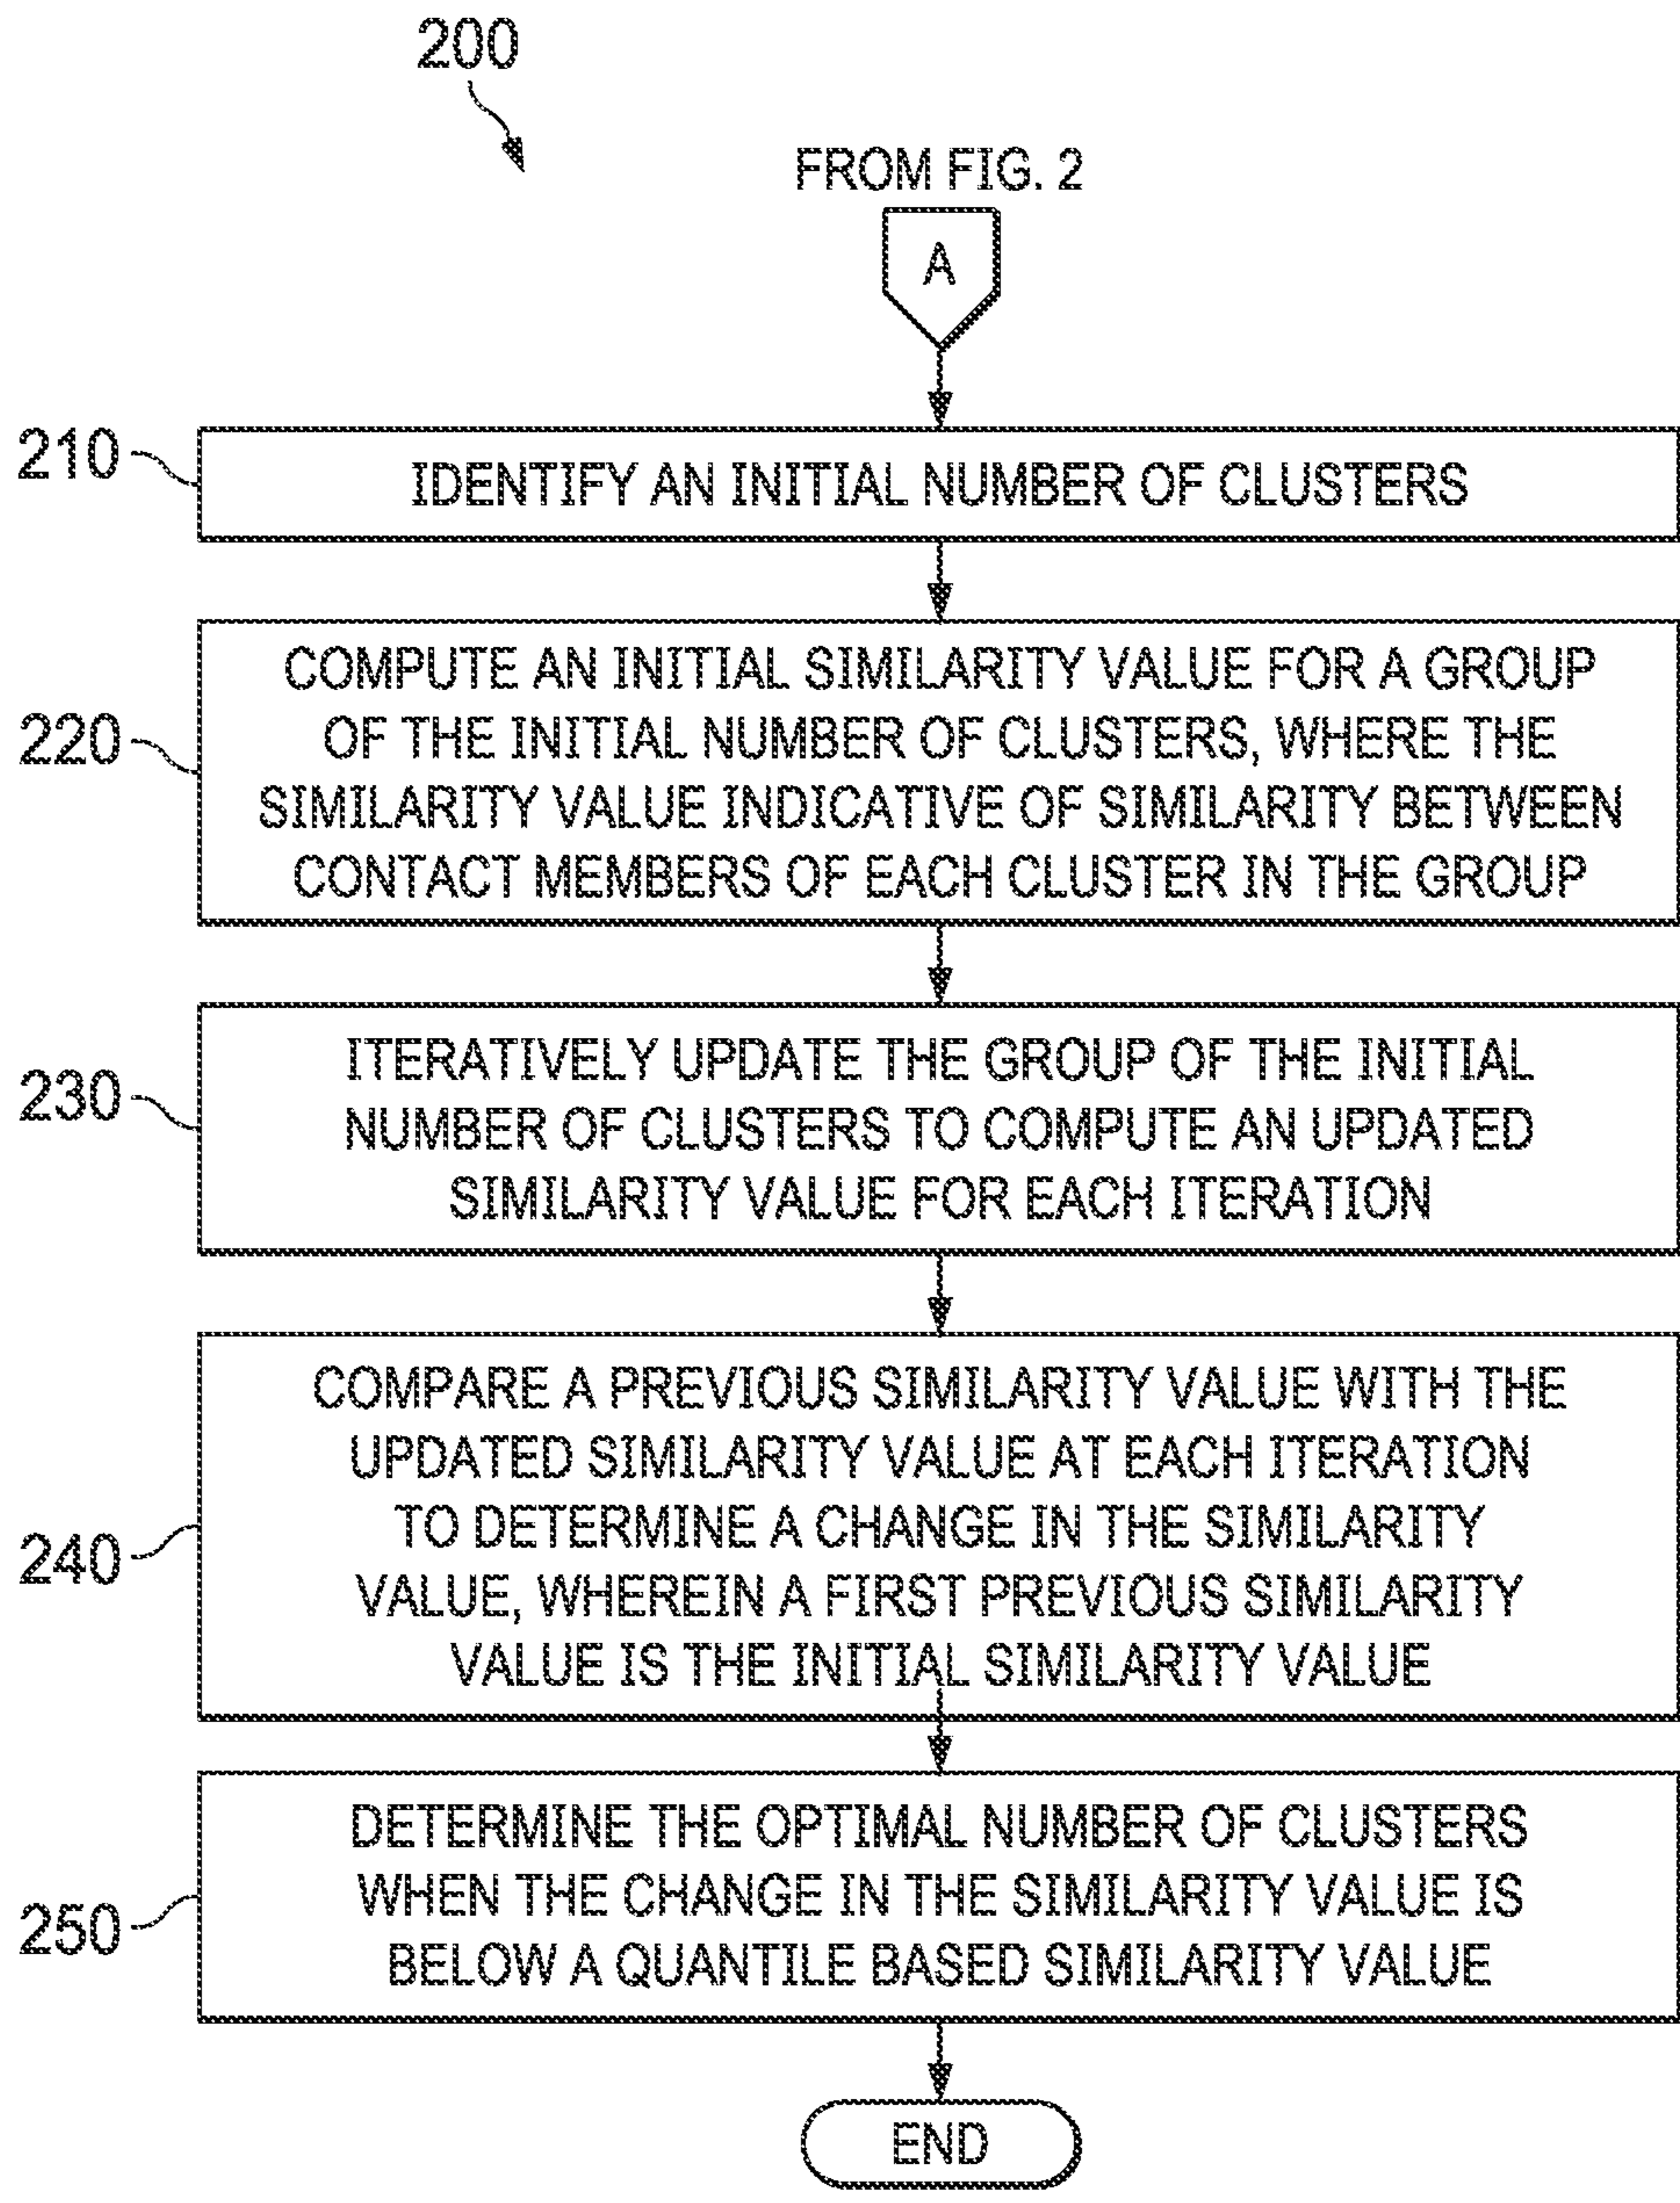 200
FROM FIG. 2
A
210
IDENTIFY AN INITIAL NUMBER OF CLUSTERS
220
COMPUTE AN INITIAL SIMILARITY VALUE FOR A GROUP
OF THE INITIAL NUMBER OF CLUSTERS, WHERE THE
SIMILARITY VALUE INDICATIVE OF SIMILARITY BETWEEN
CONTACT MEMBERS OF EACH CLUSTER IN THE GROUP
230
ITERATIVELY UPDATE THE GROUP OF THE INITIAL
NUMBER OF CLUSTERS TO COMPUTE AN UPDATED
SIMILARITY VALUE FOR EACH ITERATION
240
COMPARE A PREVIOUS SIMILARITY VALUE WITH THE
UPDATED SIMILARITY VALUE AT EACH ITERATION
TO DETERMINE A CHANGE IN THE SIMILARITY
VALUE, WHEREIN A FIRST PREVIOUS SIMILARITY
VALUE IS THE INITIAL SIMILARITY VALUE
250
DETERMINE THE OPTIMAL NUMBER OF CLUSTERS
WHEN THE CHANGE IN THE SIMILARITY VALUE IS
BELOW A QUANTILE BASED SIMILARITY VALUE
END